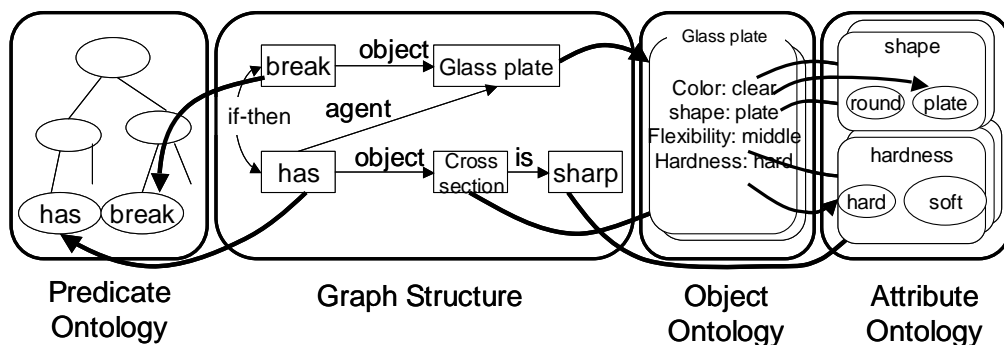 has
break
Predicate
Ontology
break
object
Glass plate
if-then
agent
has
object
Cross
section
is
sharp
Graph Structure
Glass plate
Color: clear
shape: plate
Flexibility: middle
Hardness: hard
Object
Ontology
shape
round
plate
hardness
hard
soft
Attribute
Ontology